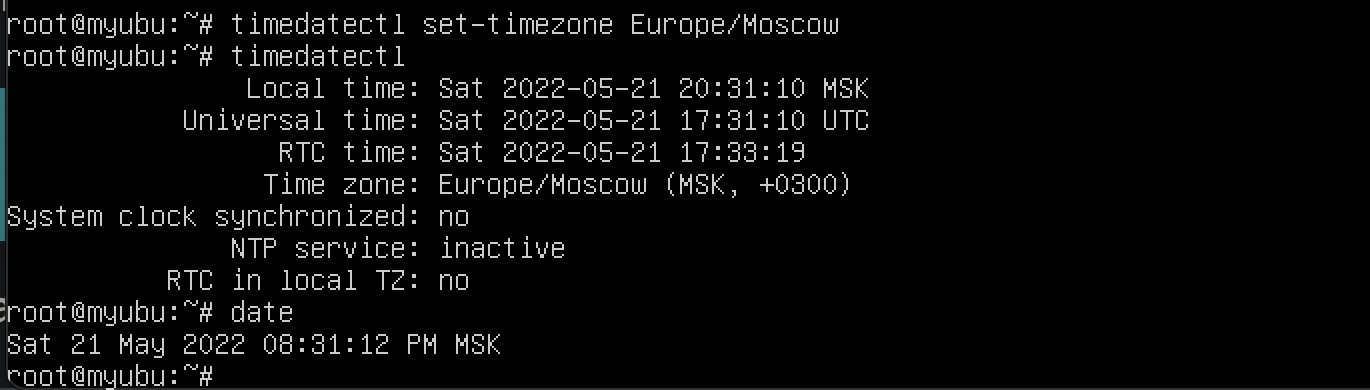 root@myubu:~# timedatectl set-timezone Europe/Moscow
root@myubu:~# timedatectl
Local time: Sat 2022-05-21 20:31:10 MSK
Universal time: Sat 2022-05-21 17:31:10 UTC
RTC time: Sat 2022-05-21 17:33:19
Time zone: Europe/Moscow (MSK, +0300)
System clock synchronized: no
NTP service: inactive
RTC in local TZ: no
root@myubu:~# date
Sat 21 May 2022 08:31:12 PM MSK
root@myubu:~#